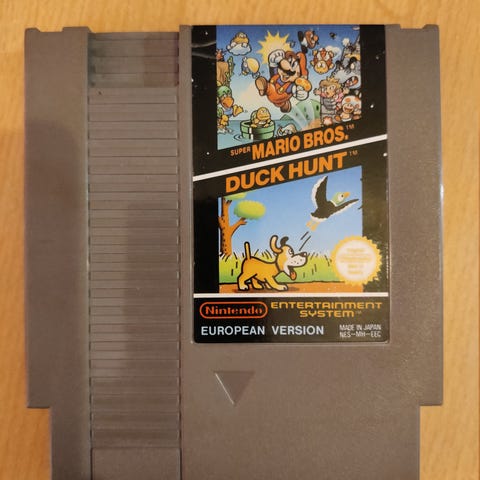 SUPER MARIO BROS.™
DUCK HUNT™
Nintendo ENTERTAINMENT
SYSTEM™
EUROPEAN VERSION
MADE IN JAPAN
NES-MH-EEC